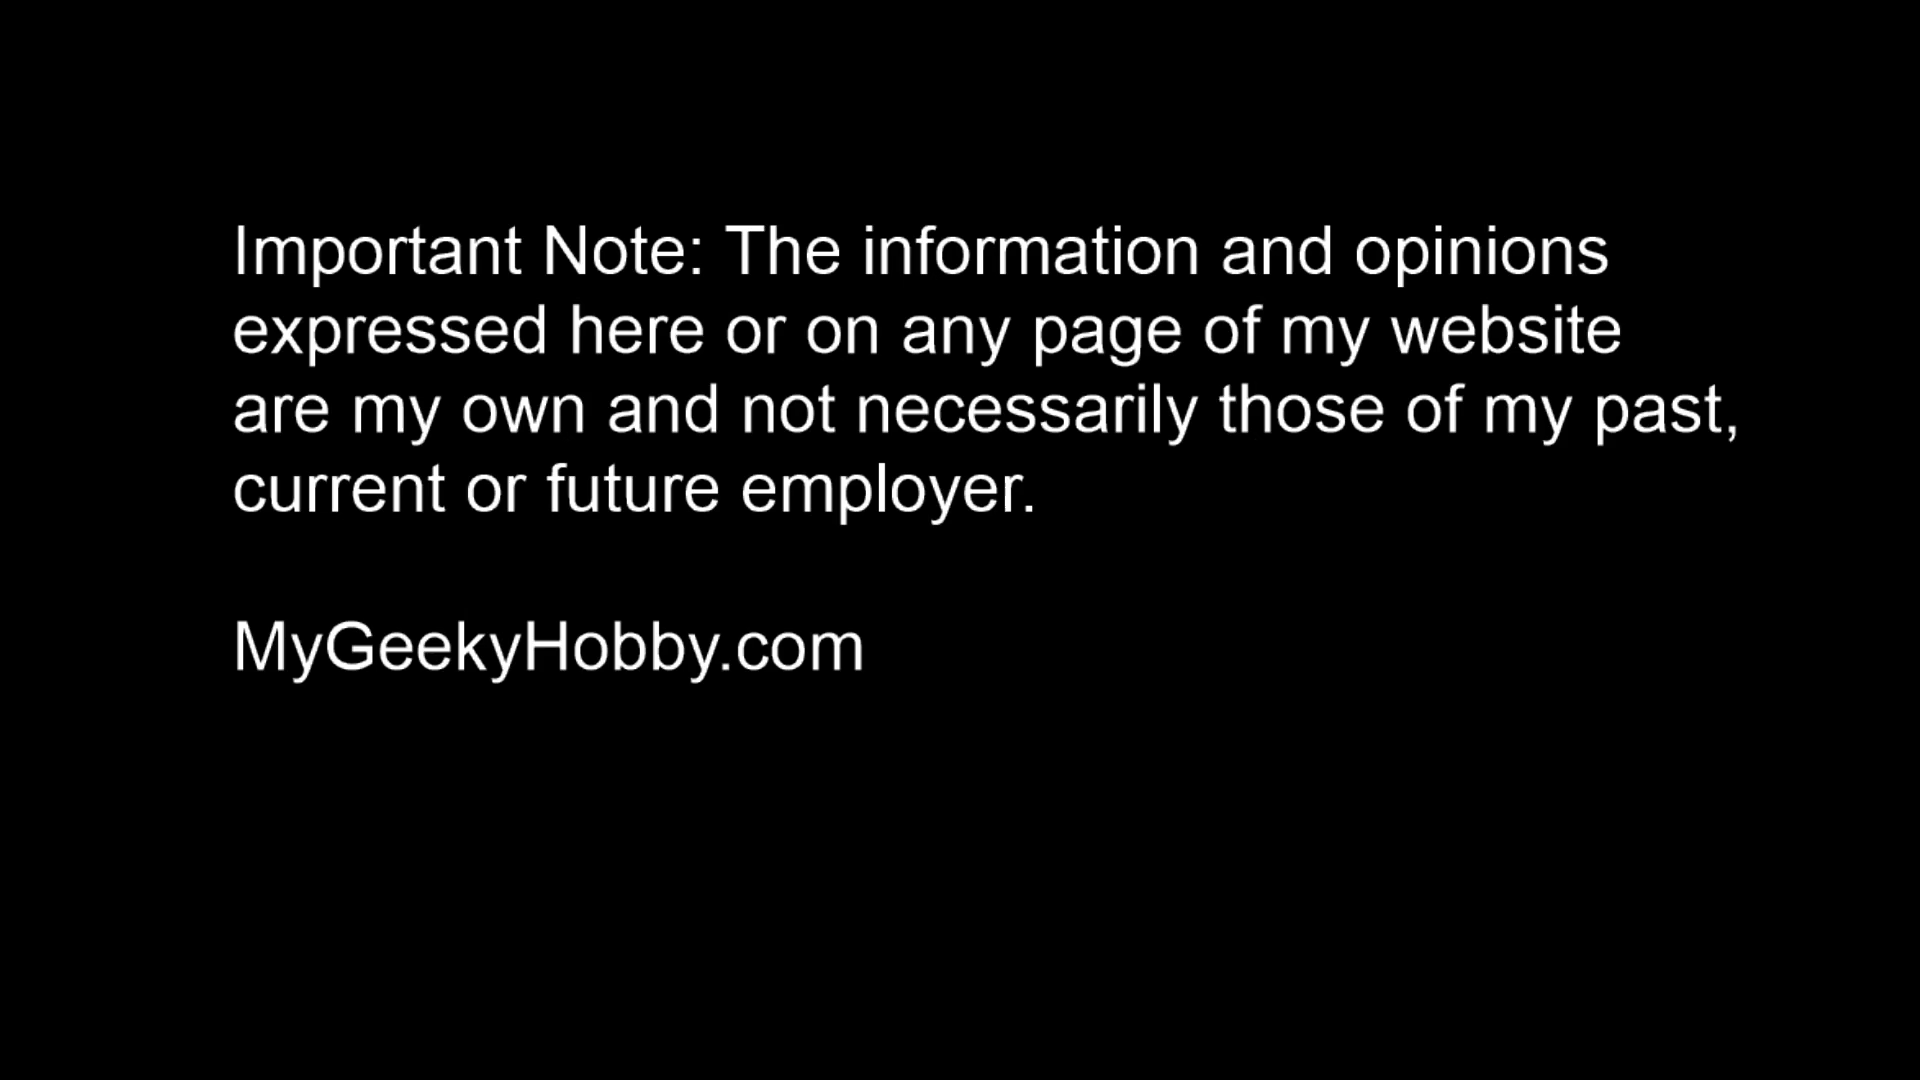 Important Note: The information and opinions
expressed here or on any page of my website
are my own and not necessarily those of my past,
current or future employer.
MyGeekyHobby.com